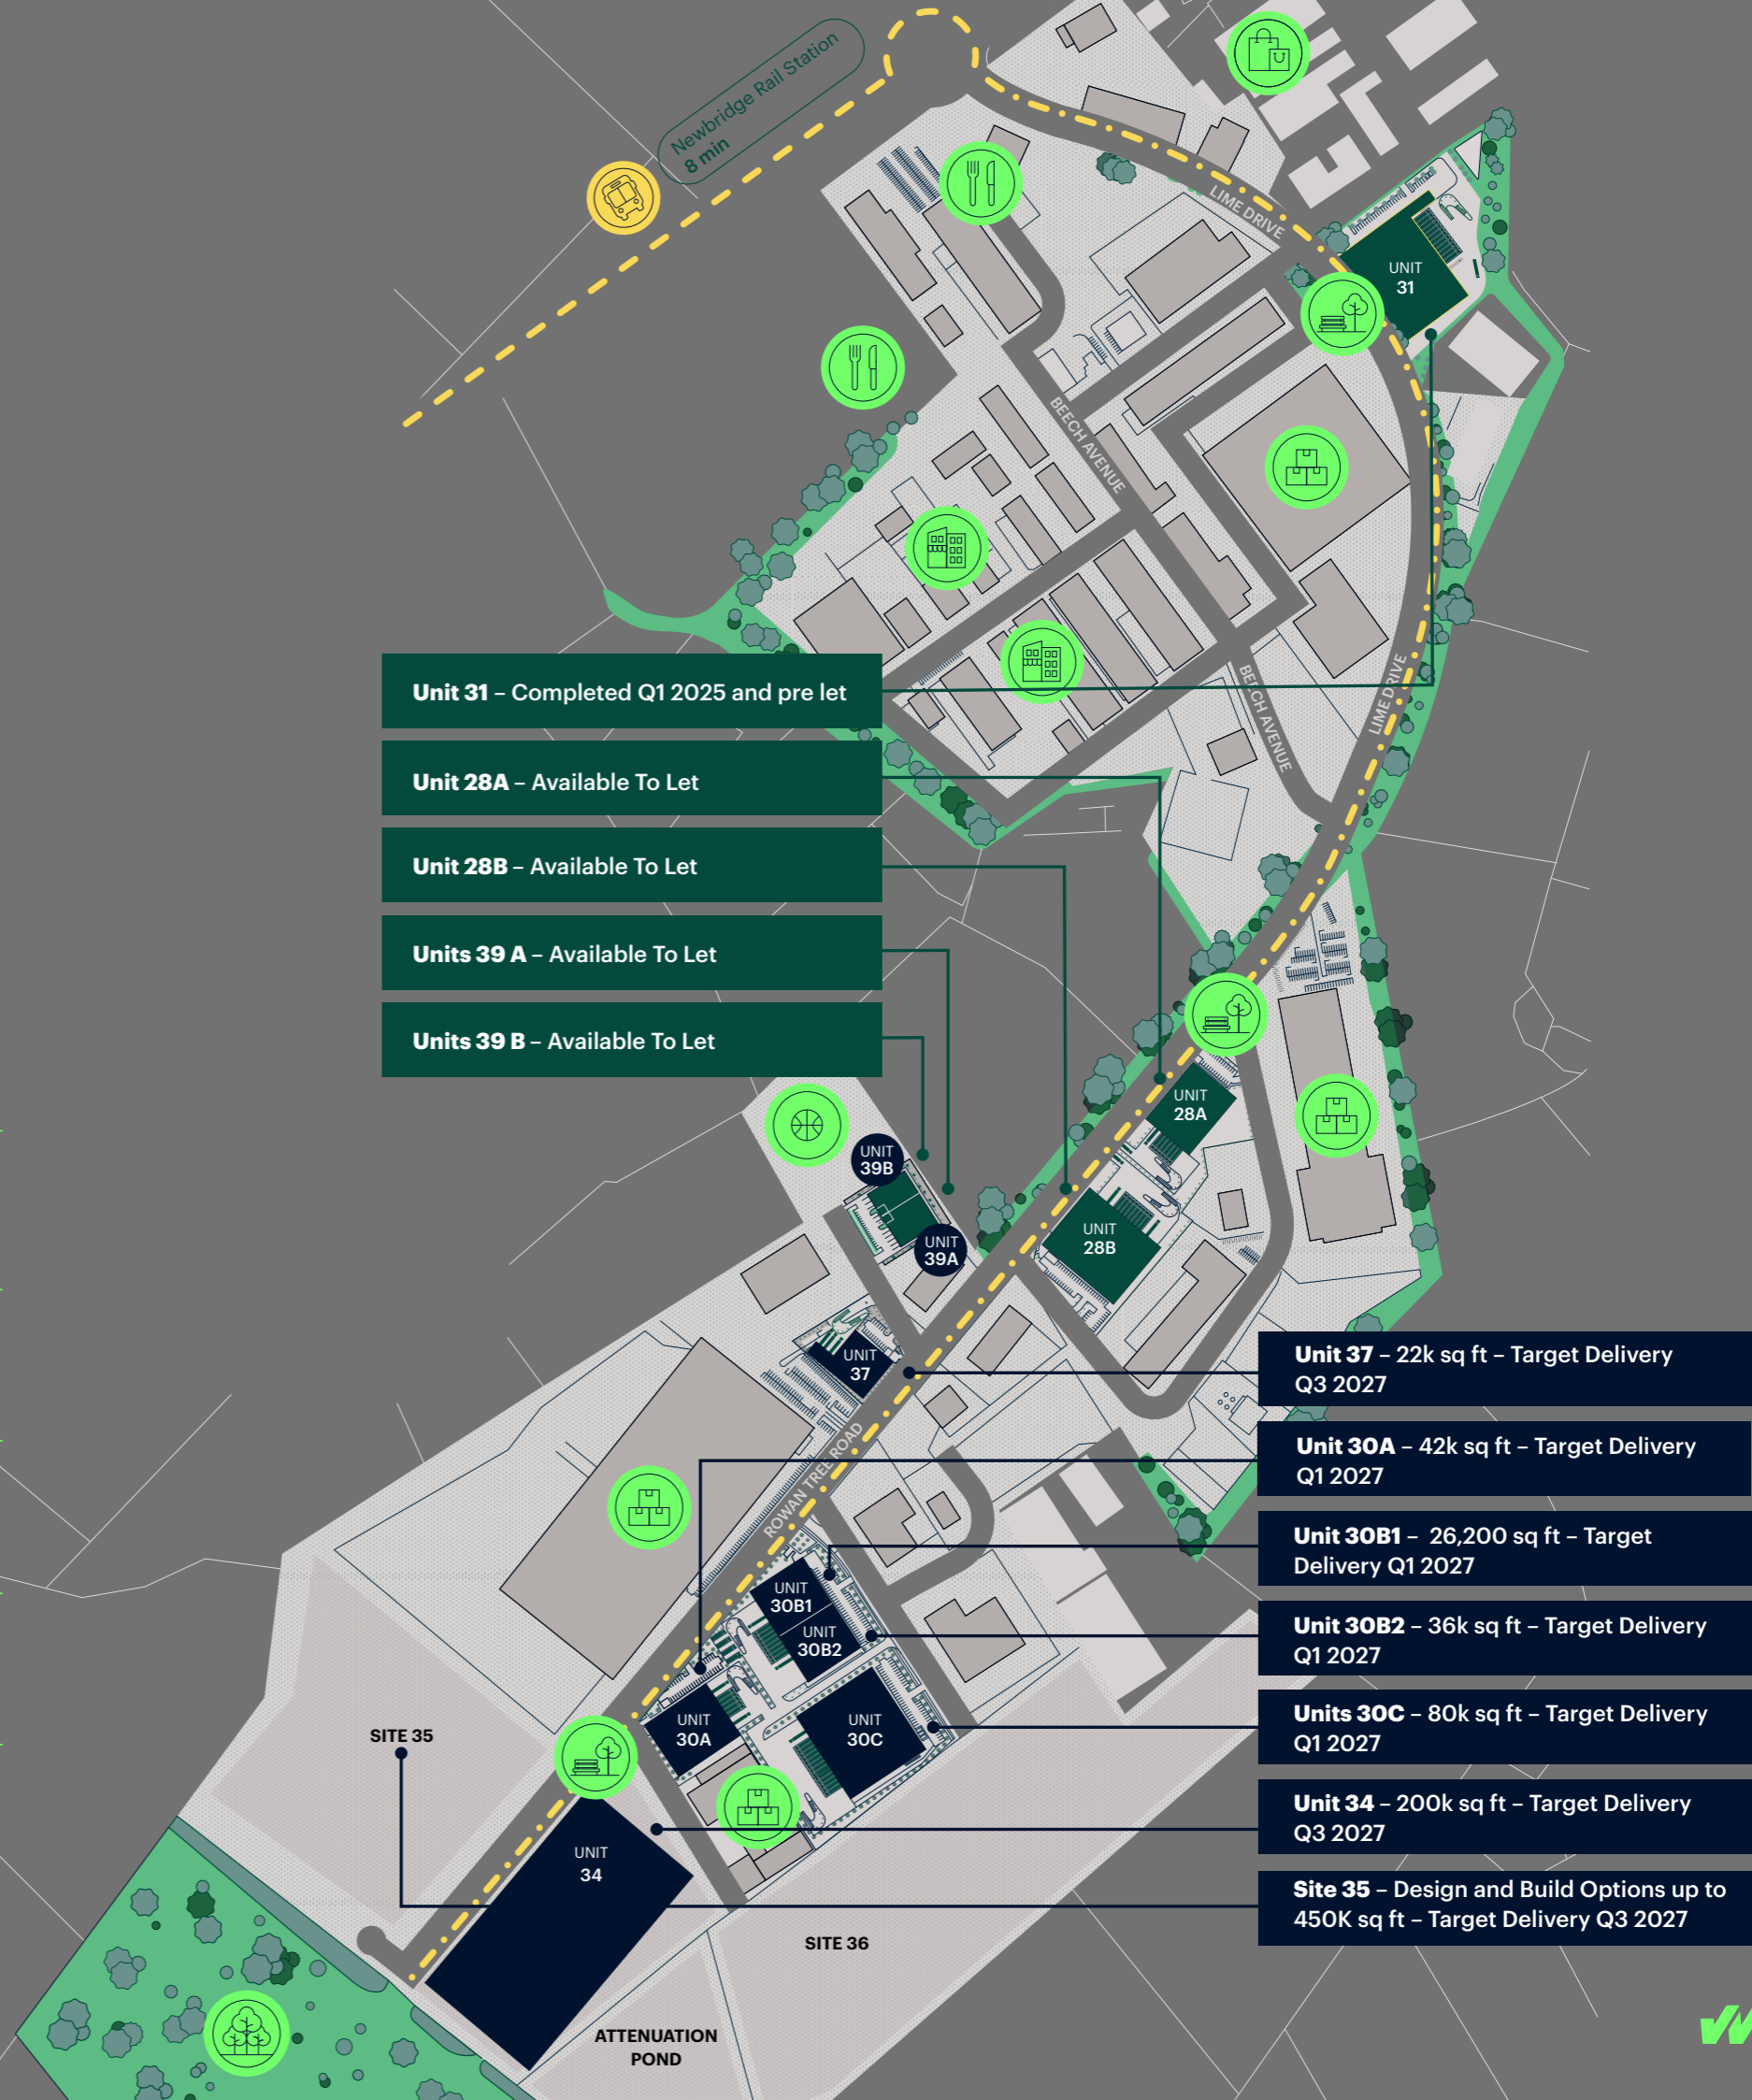 Newbridge Rail Station
8 min
LIME DRIVE
UNIT
31
BEECH AVENUE
Unit 31 – Completed Q1 2025 and pre let
BEECH AVENUE
LIME DRIVE
Unit 28A – Available To Let
Unit 28B – Available To Let
Units 39 A – Available To Let
Units 39 B – Available To Let
UNIT
28A
UNIT
39B
UNIT
28B
UNIT
39A
UNIT
37
Unit 37 – 22k sq ft – Target Delivery
Q3 2027
ROWAN TREE ROAD
Unit 30A – 42k sq ft – Target Delivery
Q1 2027
Unit 30B1 – 26,200 sq ft – Target
Delivery Q1 2027
UNIT
30B1
UNIT
30B2
Unit 30B2 – 36k sq ft – Target Delivery
Q1 2027
UNIT
30A
UNIT
30C
Units 30C – 80k sq ft – Target Delivery
Q1 2027
SITE 35
Unit 34 – 200k sq ft – Target Delivery
Q3 2027
UNIT
34
Site 35 – Design and Build Options up to
450K sq ft – Target Delivery Q3 2027
SITE 36
ATTENUATION
POND